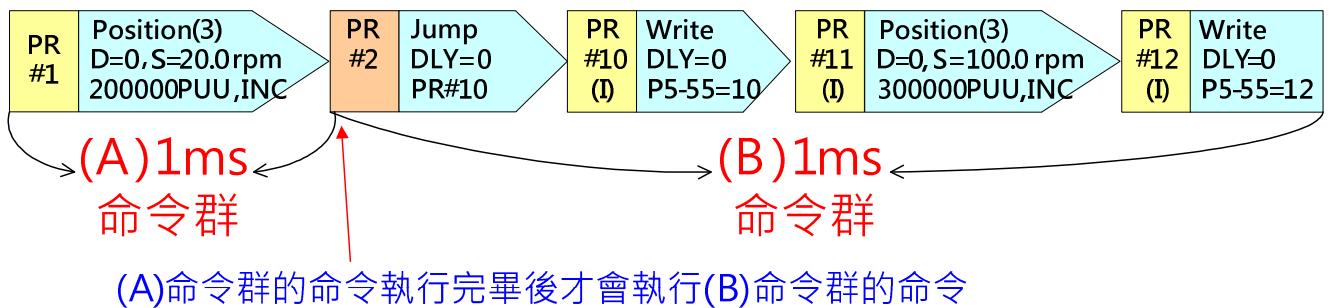 PR
#1
Position(3)
D=0, S=20.0 rpm
200000PUU,INC
PR
#2
Jump
DLY=0
PR#10
PR
#10
(I)
Write
DLY=0
P5-55=10
PR
#11
(I)
Position(3)
D=0, S=100.0 rpm
300000PUU,INC
PR
#12
(I)
Write
DLY=0
P5-55=12
(A)1ms
命令群
(B)1ms
命令群
(A)命令群的命令執行完畢後才會執行(B)命令群的命令